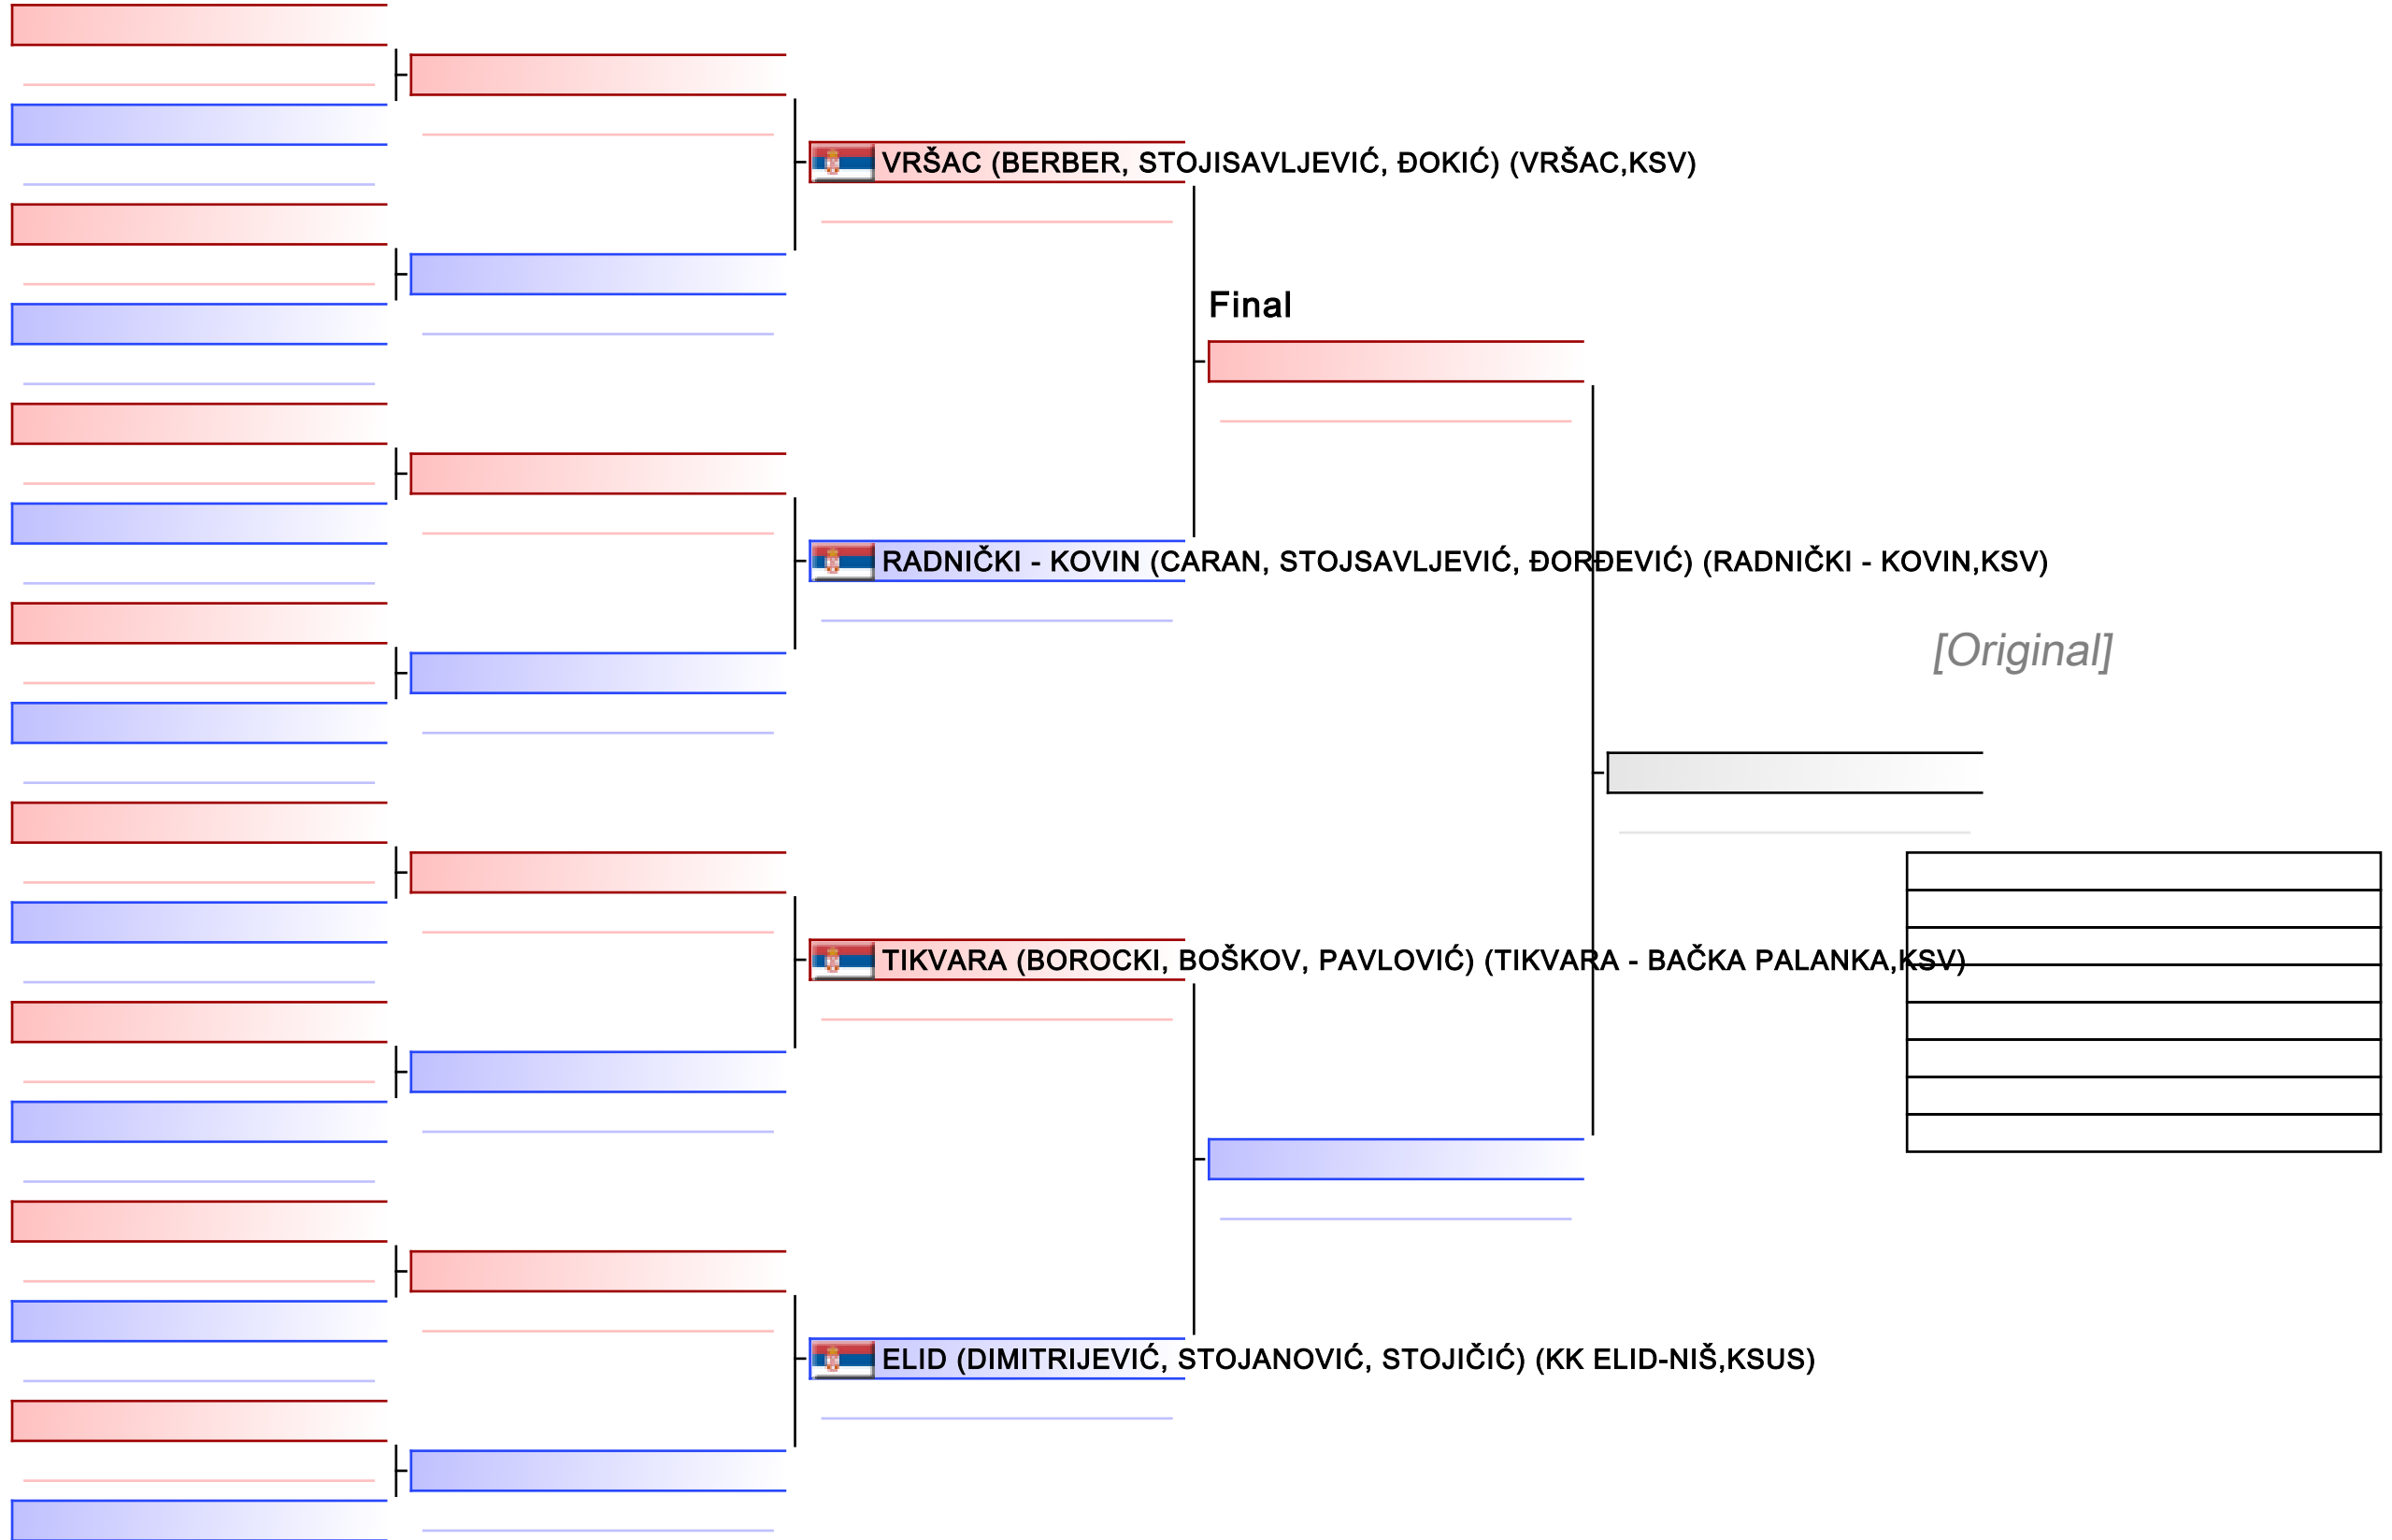 VRŠAC (BERBER, STOJISAVLJEVIĆ, ĐOKIĆ) (VRŠAC,KSV)
Final
RADNIČKI - KOVIN (CARAN, STOJSAVLJEVIĆ, ĐORĐEVIĆ) (RADNIČKI - KOVIN,KSV)
[Original]
TIKVARA (BOROCKI, BOŠKOV, PAVLOVIĆ) (TIKVARA - BAČKA PALANKA,KSV)
ELID (DIMITRIJEVIĆ, STOJANOVIĆ, STOJIČIĆ) (KK ELID-NIŠ,KSUS)